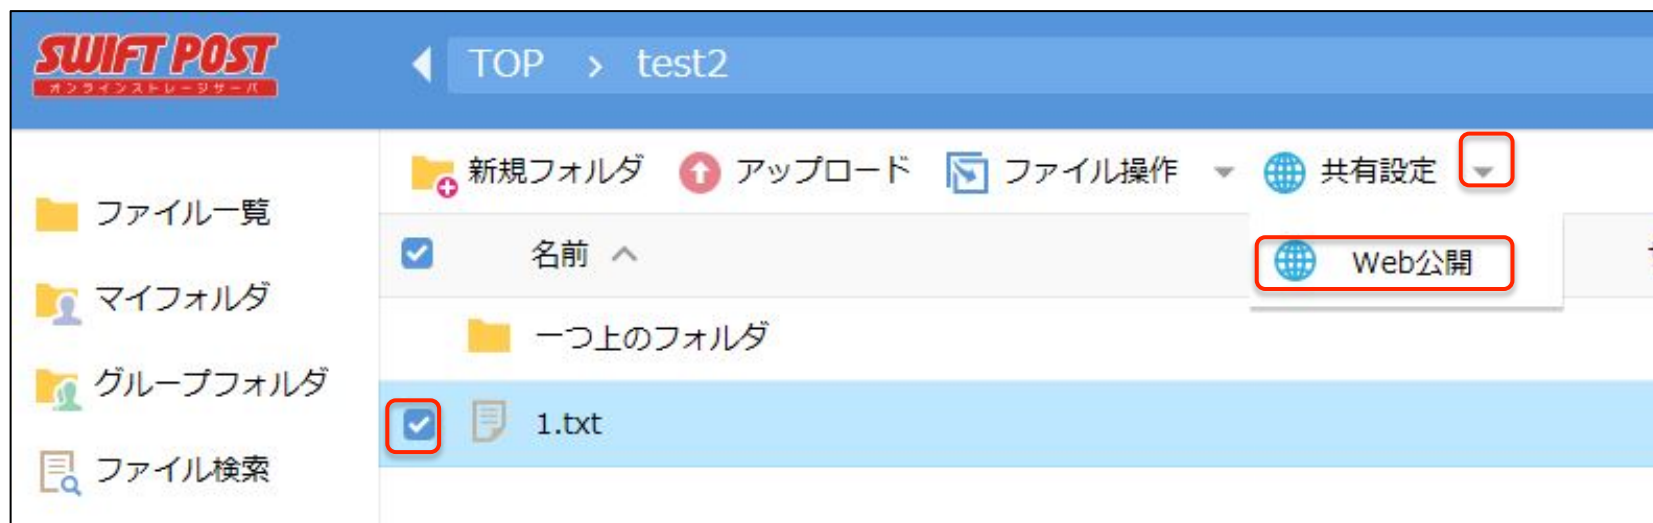 SWIFT POST
オンラインストレージサーバ
TOP > test2
新規フォルダ アップロード ファイル操作 共有設定
ファイル一覧
名前
Web公開
マイフォルダ
一つ上のフォルダ
グループフォルダ
1.txt
ファイル検索